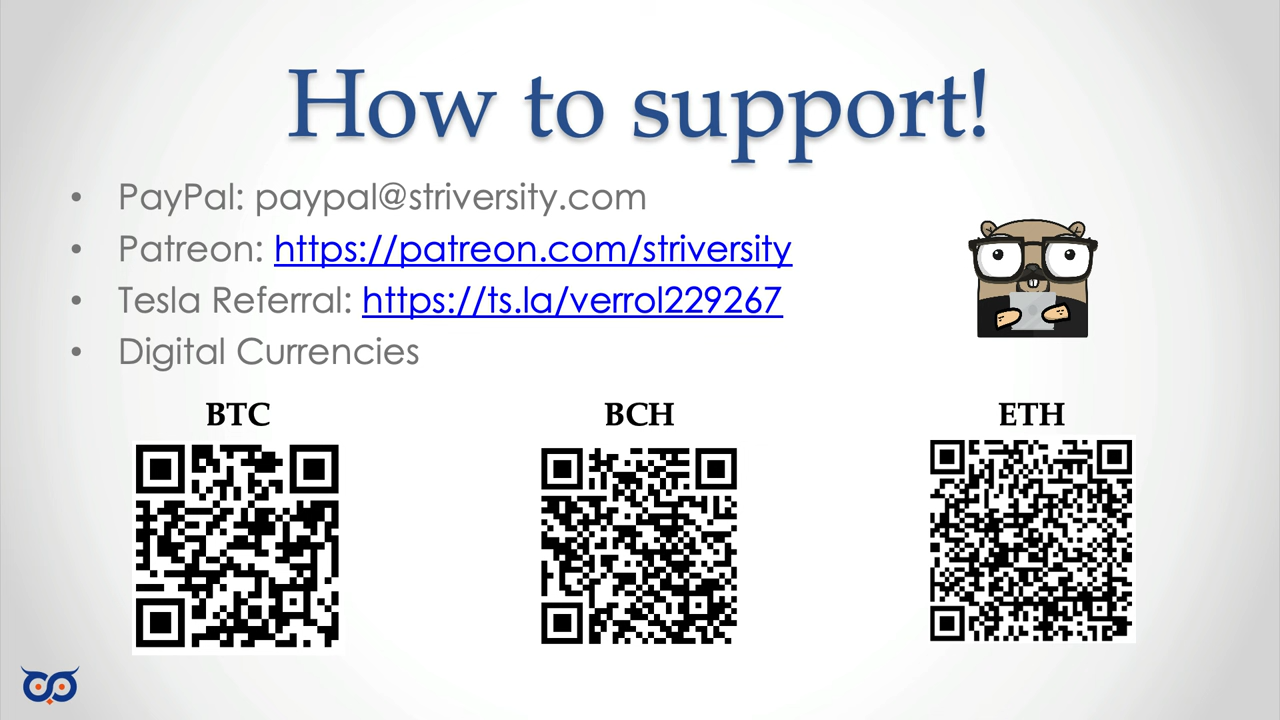 How to support!
• PayPal: paypal@striversity.com
• Patreon: https://patreon.com/striversity
• Tesla Referral: https://ts.la/verrol229267
• Digital Currencies
BTC BCH ETH